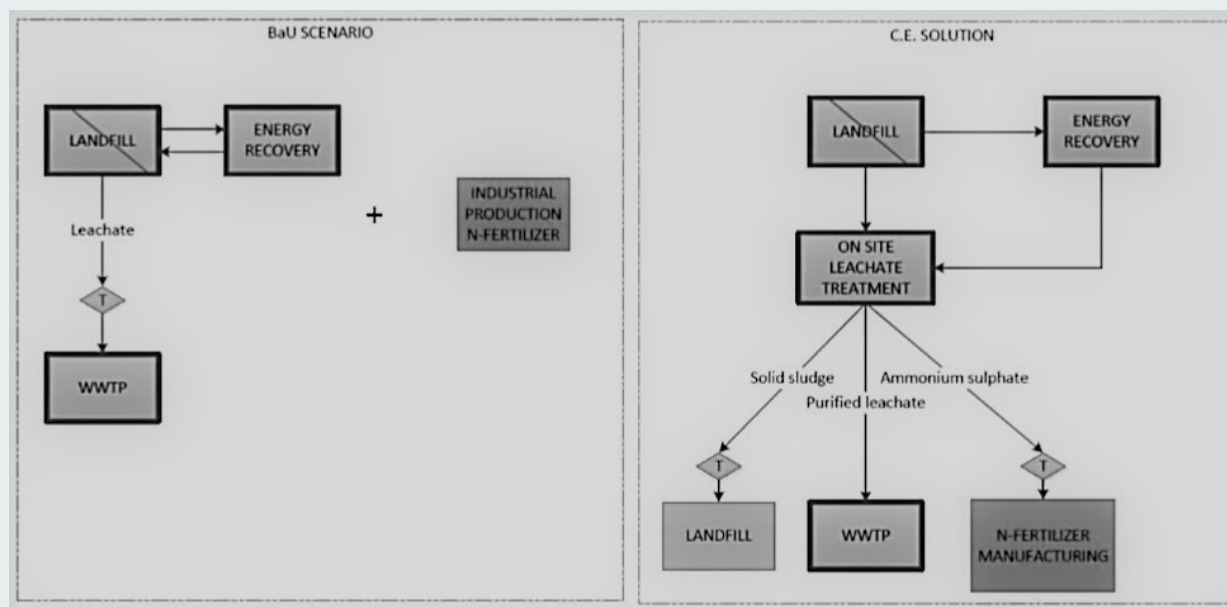 BaU SCENARIO
LANDFILL
ENERGY
RECOVERY
Leachate
T
WWTP
+
INDUSTRIAL
PRODUCTION
N-FERTILIZER
C.E. SOLUTION
LANDFILL
ENERGY
RECOVERY
ON SITE
LEACHATE
TREATMENT
Solid sludge
Ammonium sulphate
Purified leachate
T
T
LANDFILL
WWTP
N-FERTILIZER
MANUFACTURING